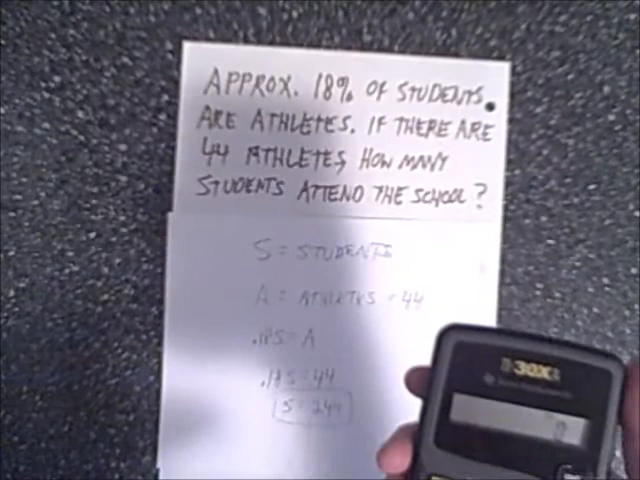 APPROX. 18% OF STUDENTS
ARE ATHLETES. IF THERE ARE
44 ATHLETES, HOW MANY
STUDENTS ATTEND THE SCHOOL?
S = STUDENTS
A = ATHLETES = 44
.18S = A
.18S = 44
S = 244
30X